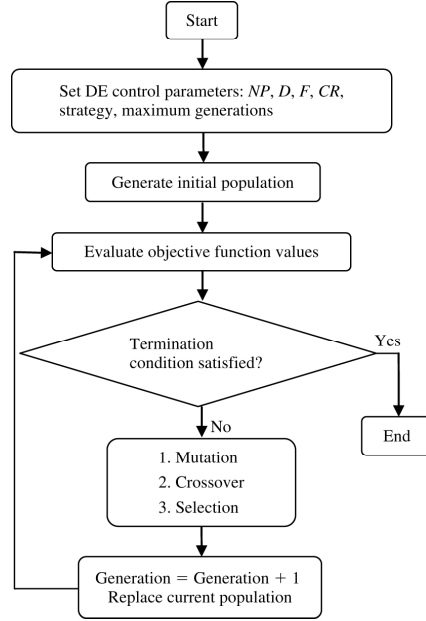 Start
Set DE control parameters: NP, D, F, CR,
strategy, maximum generations
Generate initial population
Evaluate objective function values
Termination
condition satisfied?
Yes
End
No
1. Mutation
2. Crossover
3. Selection
Generation = Generation + 1
Replace current population